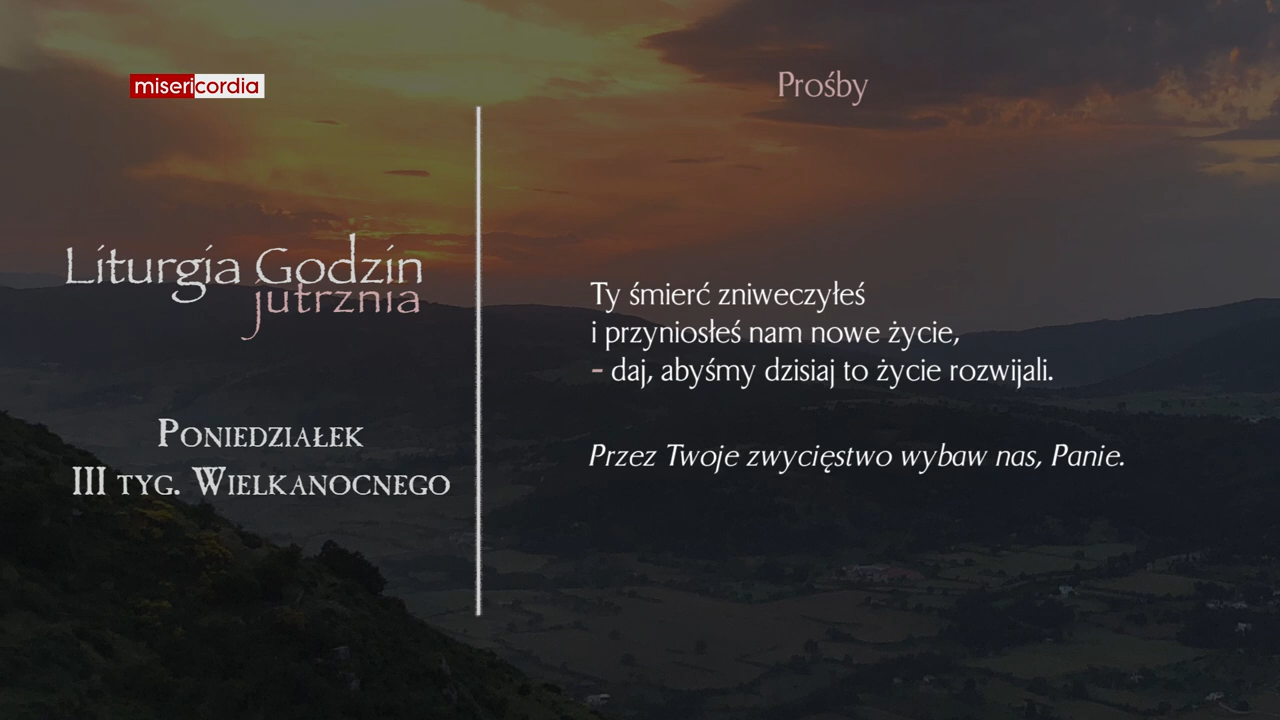 misericordia
Liturgia Godzin
jutrznia
Poniedziałek
III tyg. Wielkanocnego
Prośby
Ty śmierć zniweczyłeś
i przyniosłeś nam nowe życie,
- daj, abyśmy dzisiaj to życie rozwijali.
Przez Twoje zwycięstwo wybaw nas, Panie.